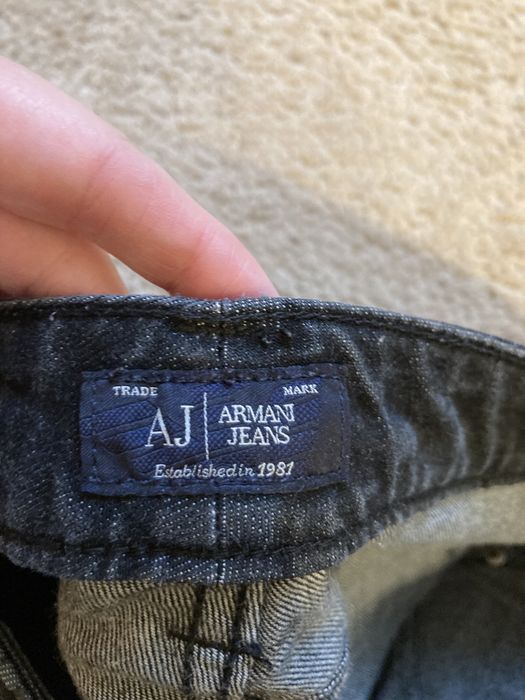 TRADE MARK
AJ ARMANI
JEANS
Established in 1981